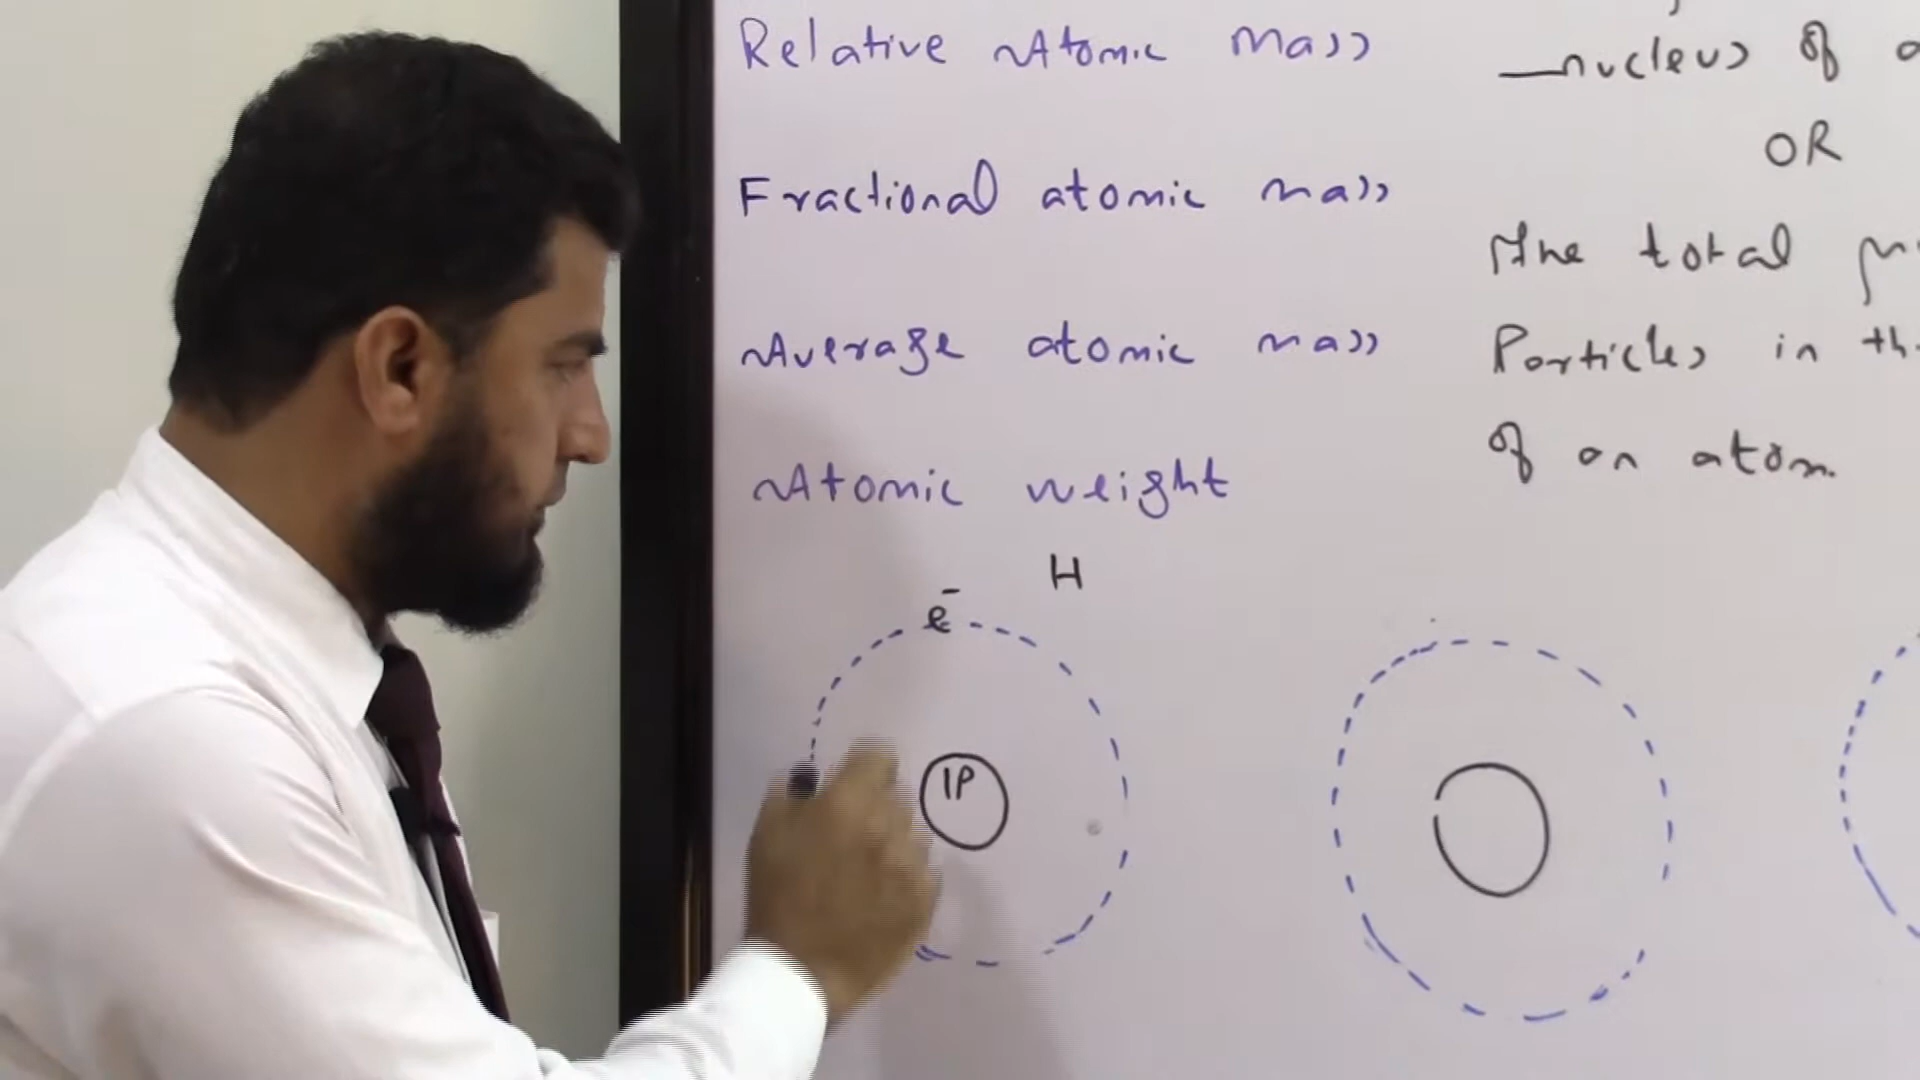 Relative Atomic Mass
Fractional atomic mass
Average atomic mass
Atomic weight
nucleus of
OR
The total
Particles in
of an atom.
H
e-
1P